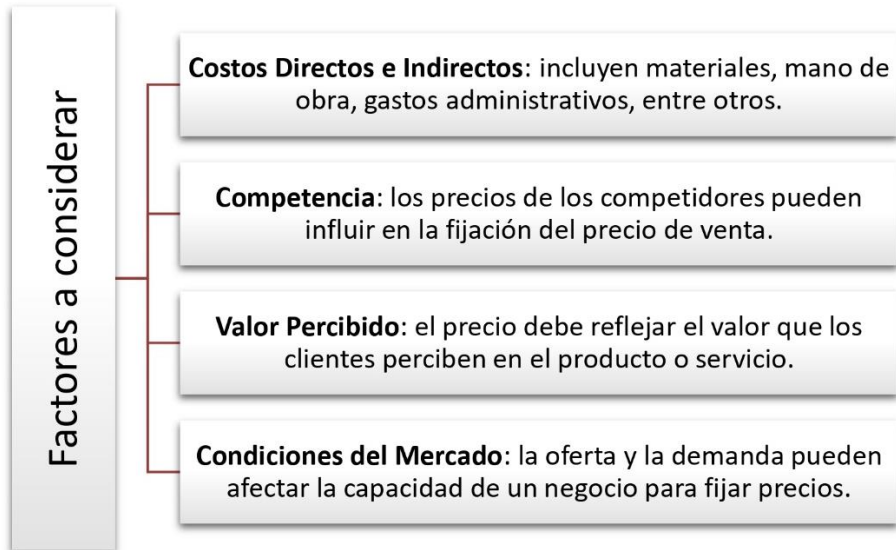 Factores a considerar
Costos Directos e Indirectos: incluyen materiales, mano de
obra, gastos administrativos, entre otros.
Competencia: los precios de los competidores pueden
influir en la fijación del precio de venta.
Valor Percibido: el precio debe reflejar el valor que los
clientes perciben en el producto o servicio.
Condiciones del Mercado: la oferta y la demanda pueden
afectar la capacidad de un negocio para fijar precios.